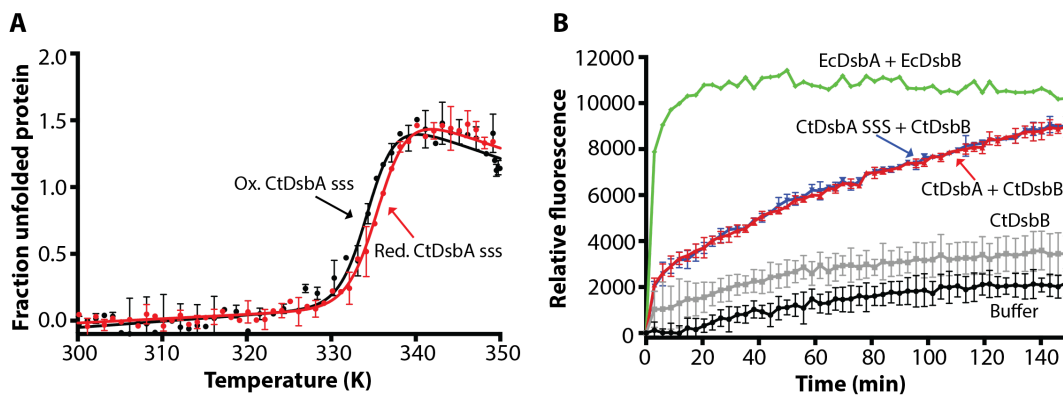 A
Fraction unfolded protein
2.0
1.5
1.0
0.5
0.0
Ox. CtDsbA sss
Red. CtDsbA sss
300
310
320
330
340
350
Temperature (K)
B
Relative fluorescence
12000
10000
8000
6000
4000
2000
0
EcDsbA + EcDsbB
CtDsbA SSS + CtDsbB
CtDsbA + CtDsbB
CtDsbB
Buffer
0
20
40
60
80
100
120
140
Time (min)